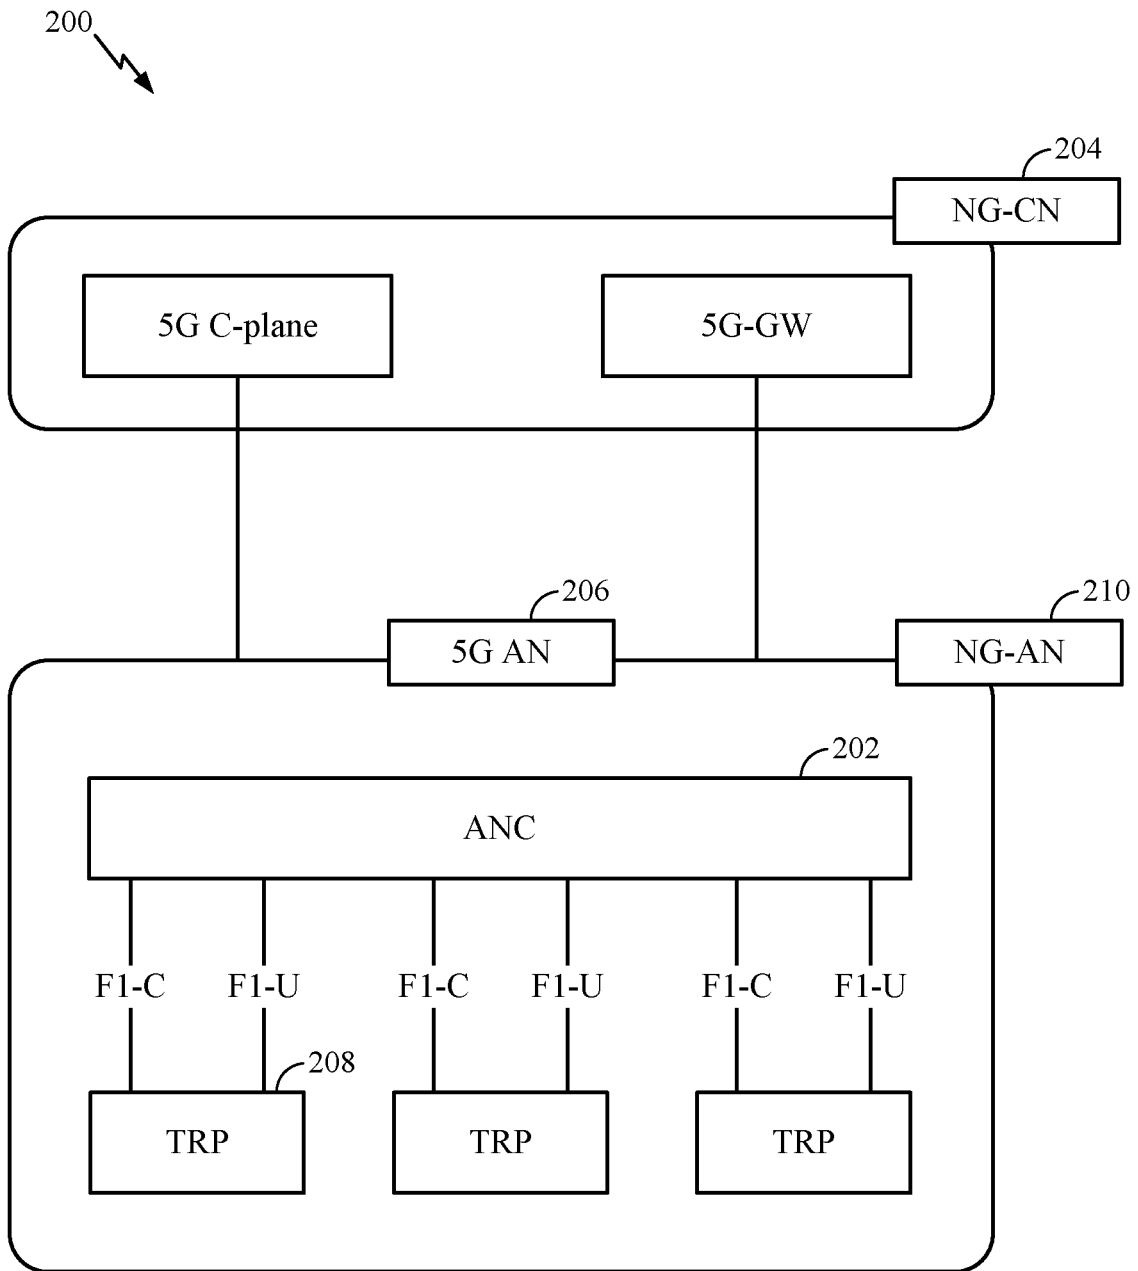 200
204
NG-CN
5G C-plane
5G-GW
206
210
5G AN
NG-AN
202
ANC
F1-C
F1-U
F1-C
F1-U
F1-C
F1-U
208
TRP
TRP
TRP